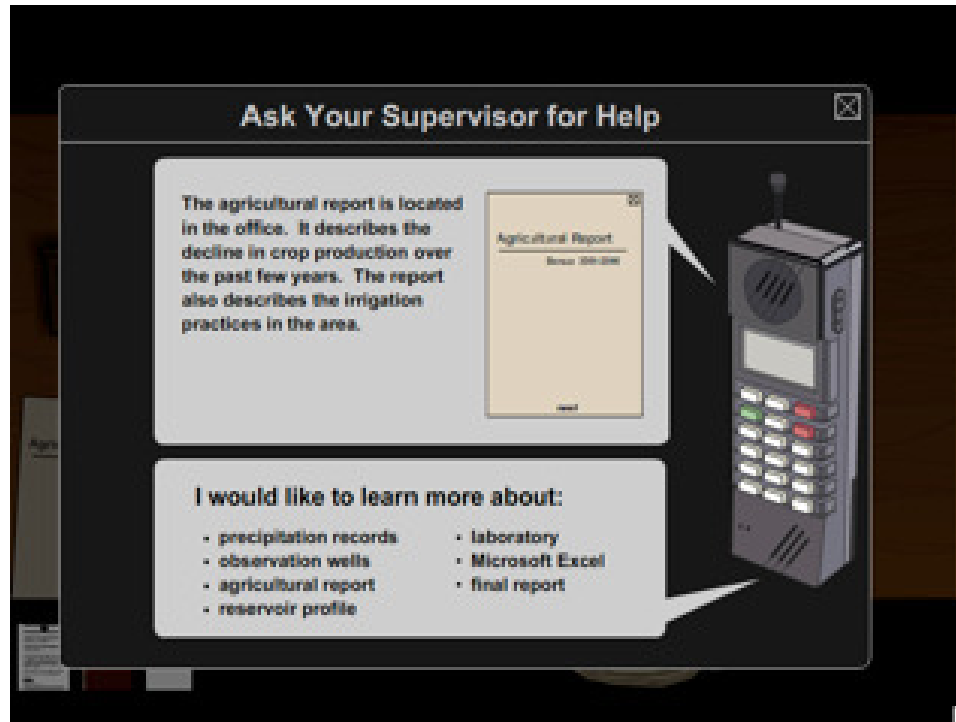 Ask Your Supervisor for Help
The agricultural report is located
in the office. It describes the
decline in crop production over
the past few years. The report
also describes the irrigation
practices in the area.
Agricultural Report
I would like to learn more about:
• precipitation records
• observation wells
• agricultural report
• reservoir profile
• laboratory
• Microsoft Excel
• final report